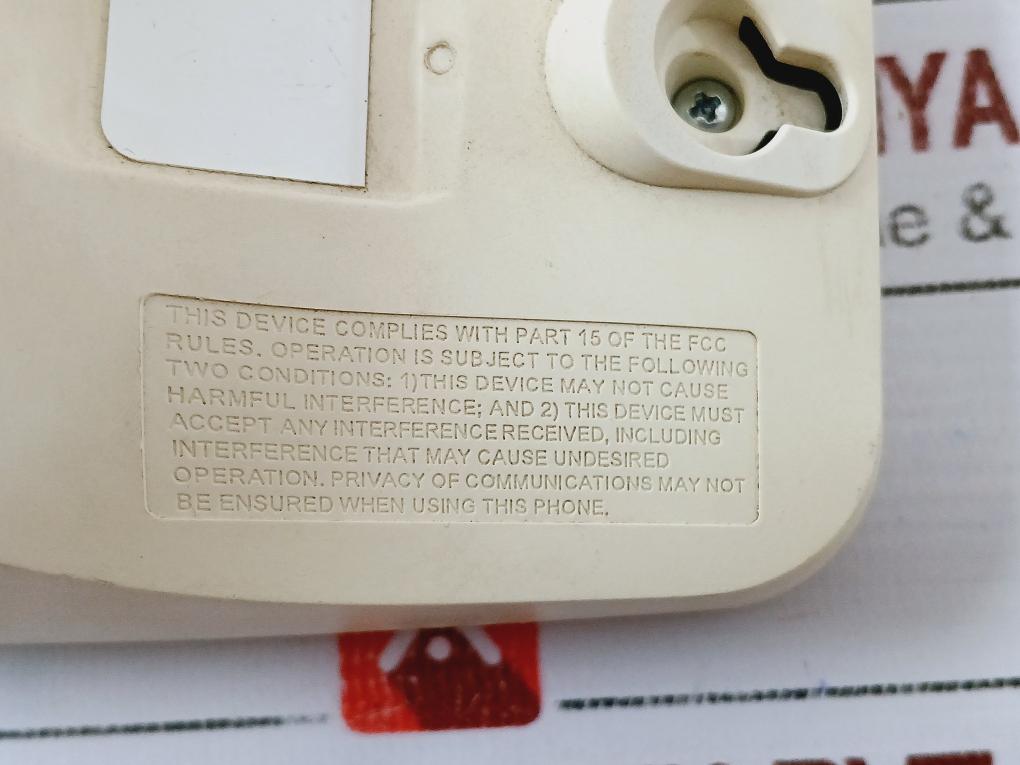 YA
e &
THIS DEVICE COMPLIES WITH PART 15 OF THE FCC
RULES. OPERATION IS SUBJECT TO THE FOLLOWING
TWO CONDITIONS: 1)THIS DEVICE MAY NOT CAUSE
HARMFUL INTERFERENCE; AND 2) THIS DEVICE MUST
ACCEPT ANY INTERFERENCE RECEIVED, INCLUDING
INTERFERENCE THAT MAY CAUSE UNDESIRED
OPERATION. PRIVACY OF COMMUNICATIONS MAY NOT
BE ENSURED WHEN USING THIS PHONE.